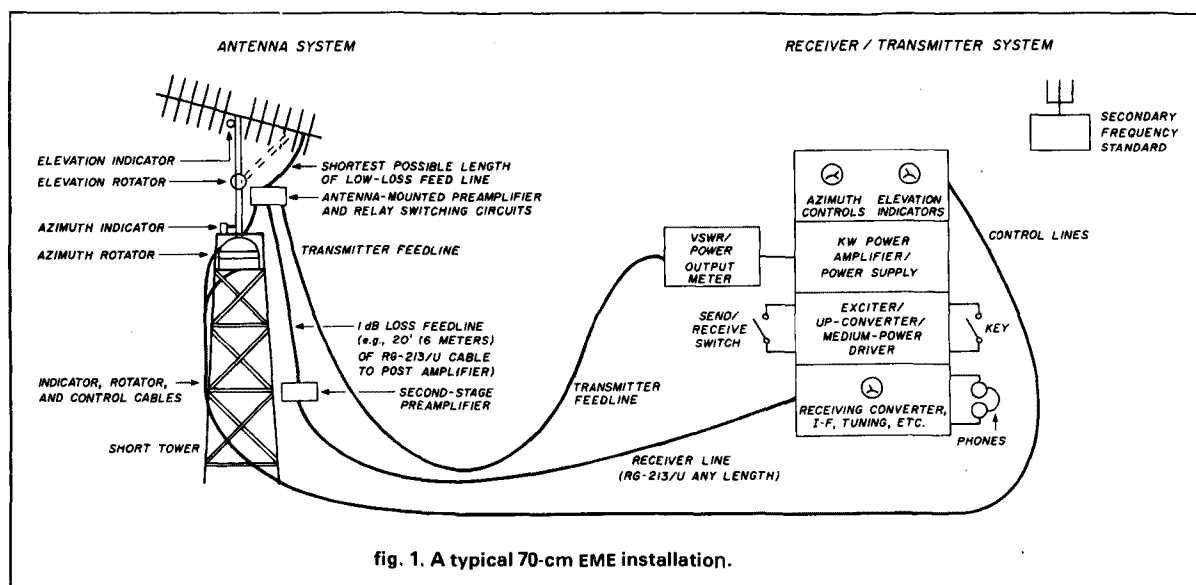 ANTENNA SYSTEM
RECEIVER / TRANSMITTER SYSTEM
ELEVATION INDICATOR
ELEVATION ROTATOR
AZIMUTH INDICATOR
AZIMUTH ROTATOR
SHORTEST POSSIBLE LENGTH
OF LOW-LOSS FEED LINE
ANTENNA-MOUNTED PREAMPLIFIER
AND RELAY SWITCHING CIRCUITS
TRANSMITTER FEEDLINE
1 dB LOSS FEEDLINE
(e.g., 20' (6 METERS)
OF RG-213/U CABLE
TO POST AMPLIFIER)
SECOND-STAGE
PREAMPLIFIER
INDICATOR, ROTATOR,
AND CONTROL CABLES
SHORT TOWER
TRANSMITTER
FEEDLINE
RECEIVER LINE
(RG-213/U ANY LENGTH)
VSWR/
POWER
OUTPUT
METER
SEND/
RECEIVE
SWITCH
AZIMUTH
CONTROLS
ELEVATION
INDICATORS
KW POWER
AMPLIFIER/
POWER SUPPLY
EXCITER/
UP-CONVERTER/
MEDIUM-POWER
DRIVER
RECEIVING CONVERTER,
I-F, TUNING, ETC.
KEY
PHONES
CONTROL LINES
SECONDARY
FREQUENCY
STANDARD
fig. 1. A typical 70-cm EME installation.